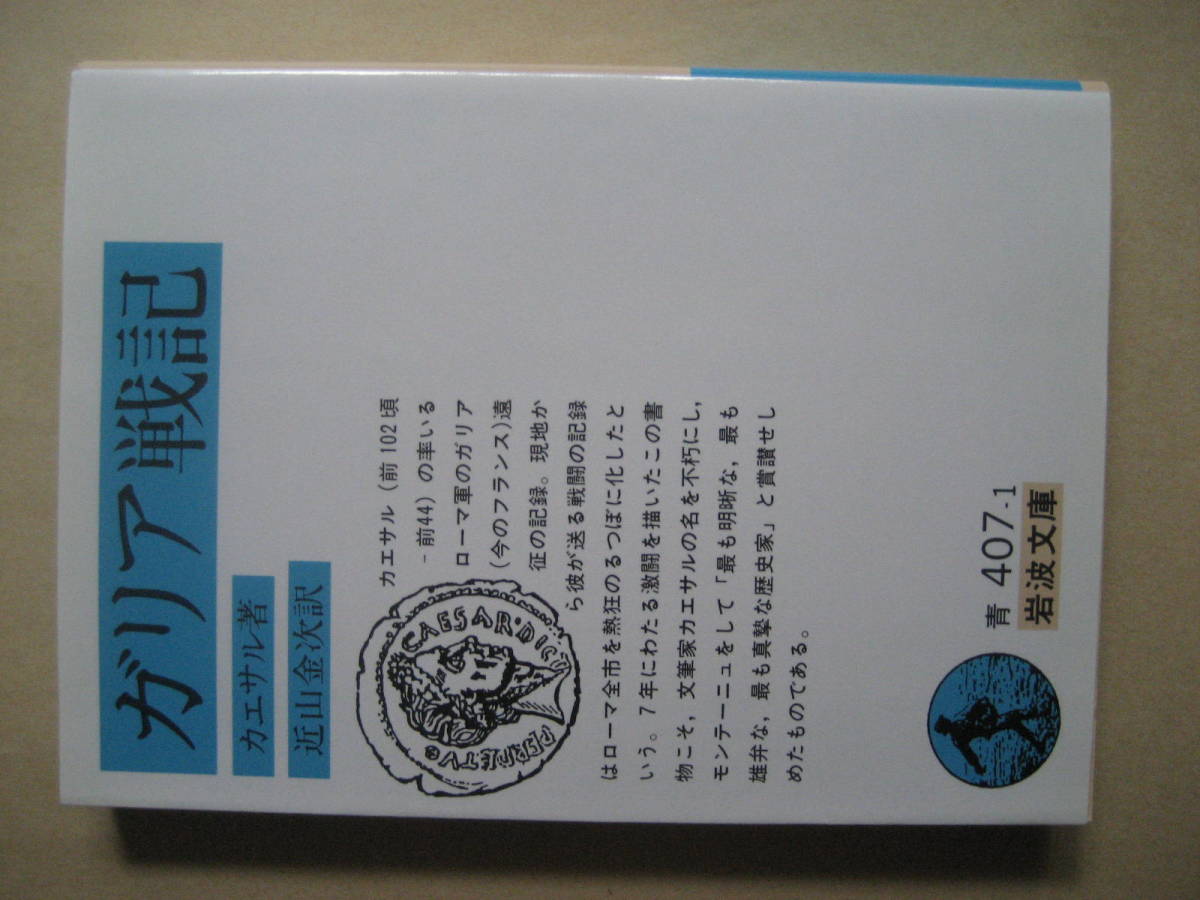 ガリア戦記
カエサル著
近山金次訳
カエサル（前102頃
-前44）の率いる
ローマ軍のガリア
(今のフランス)遠
征の記録。現地か
ら彼が送る戦闘の記録
はローマ全市を熱狂のるつぼに化したと
いう。7年にわたる激闘を描いたこの書
物こそ，文筆家カエサルの名を不朽にし，
モンテーニュをして「最も明晰な，最も
雄弁な，最も真摯な歴史家」と賞讃せし
めたものである。
CAESAR·DICT
PERPETVO
青 407-1
岩波文庫